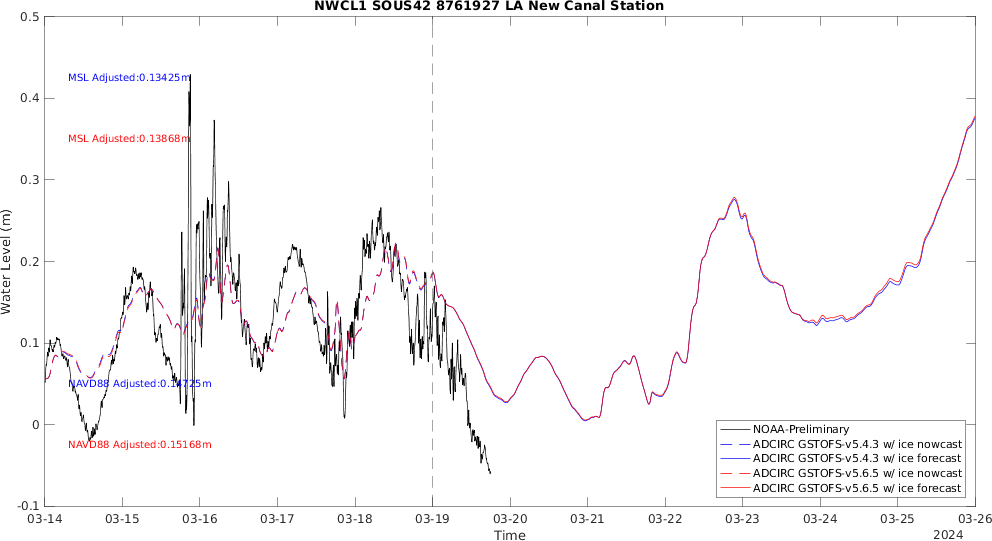 NWCL1 SOUS42 8761927 LA New Canal Station
0.5
0.4
0.3
0.2
0.1
0
-0.1
Water Level (m)
MSL Adjusted:0.13425m
MSL Adjusted:0.13868m
NAVD88 Adjusted:0.14725m
NAVD88 Adjusted:0.15168m
NOAA-Preliminary
ADCIRC GSTOFS-v5.4.3 w/ ice nowcast
ADCIRC GSTOFS-v5.4.3 w/ ice forecast
ADCIRC GSTOFS-v5.6.5 w/ ice nowcast
ADCIRC GSTOFS-v5.6.5 w/ ice forecast
03-14 03-15 03-16 03-17 03-18 03-19 03-20 03-21 03-22 03-23 03-24 03-25 03-26
Time
2024